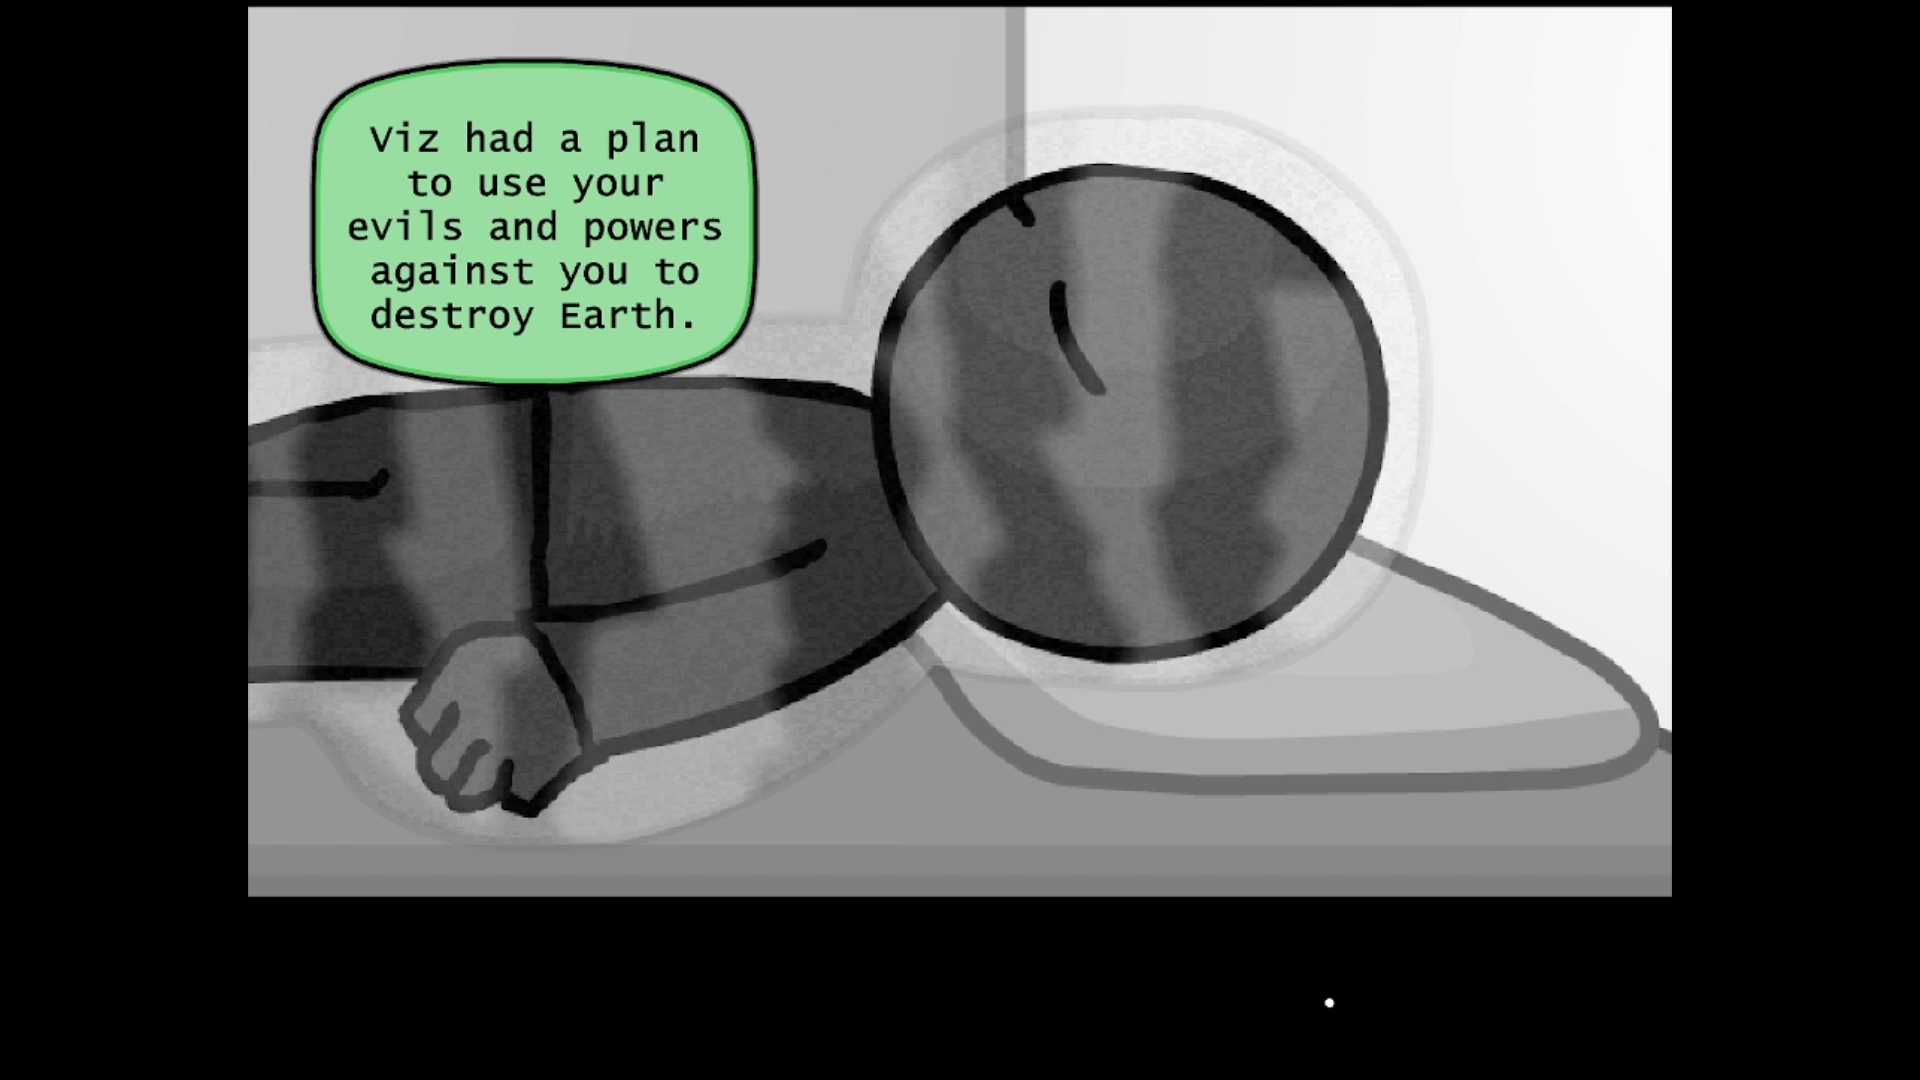 Viz had a plan
to use your
evils and powers
against you to
destroy Earth.